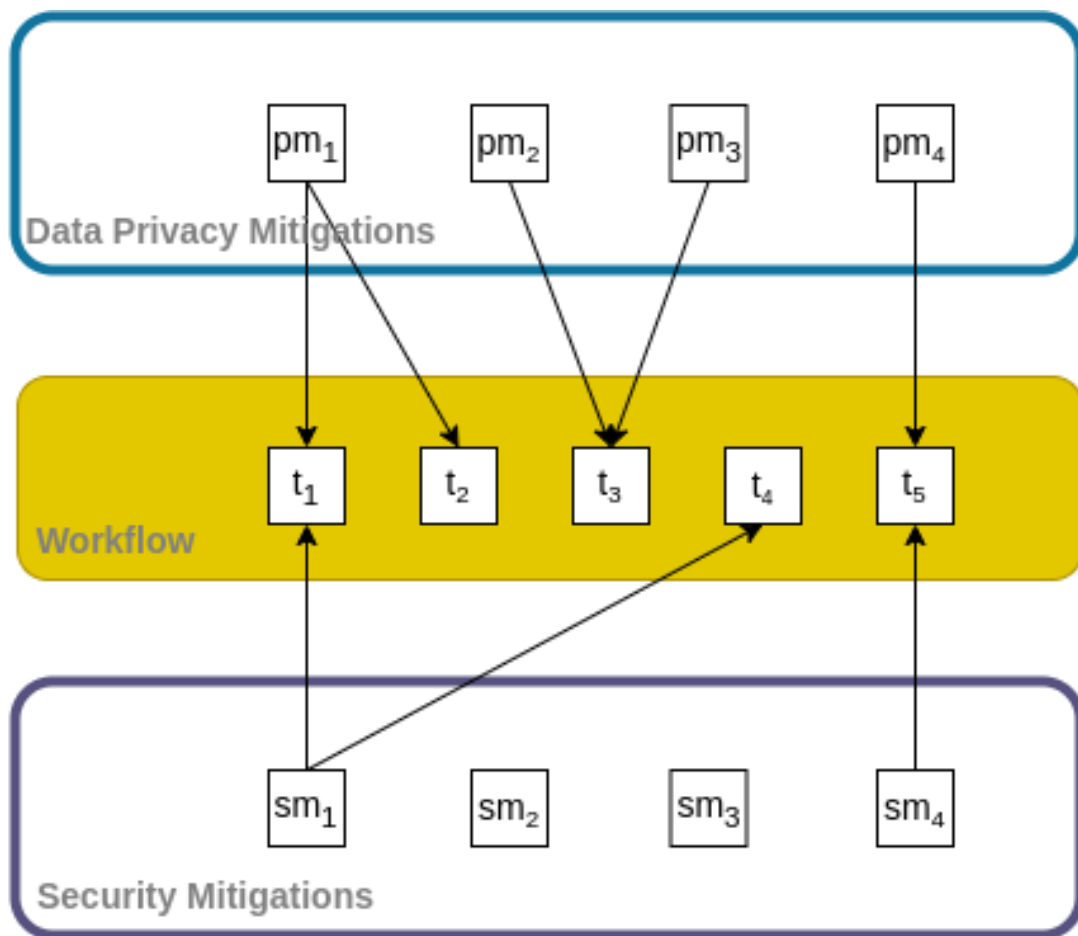 pm₁ pm₂ pm₃ pm₄
Data Privacy Mitigations
t₁ t₂ t₃ t₄ t₅
Workflow
sm₁ sm₂ sm₃ sm₄
Security Mitigations